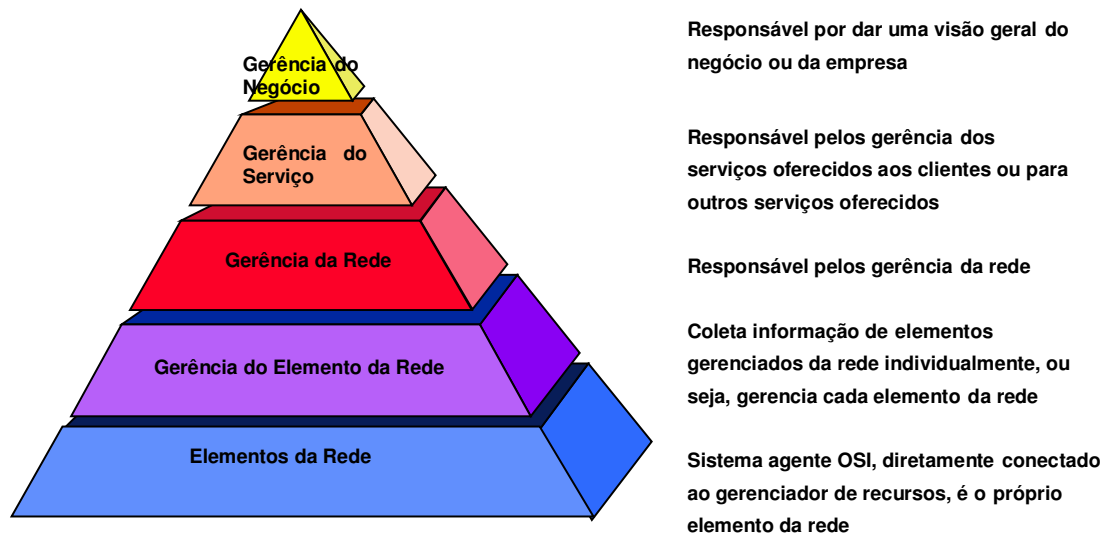 Gerência do
Negócio
Responsável por dar uma visão geral do
negócio ou da empresa
Gerência do
Serviço
Responsável pelos gerência dos
serviços oferecidos aos clientes ou para
outros serviços oferecidos
Gerência da Rede
Responsável pelos gerência da rede
Gerência do Elemento da Rede
Coleta informação de elementos
gerenciados da rede individualmente, ou
seja, gerencia cada elemento da rede
Elementos da Rede
Sistema agente OSI, diretamente conectado
ao gerenciador de recursos, é o próprio
elemento da rede